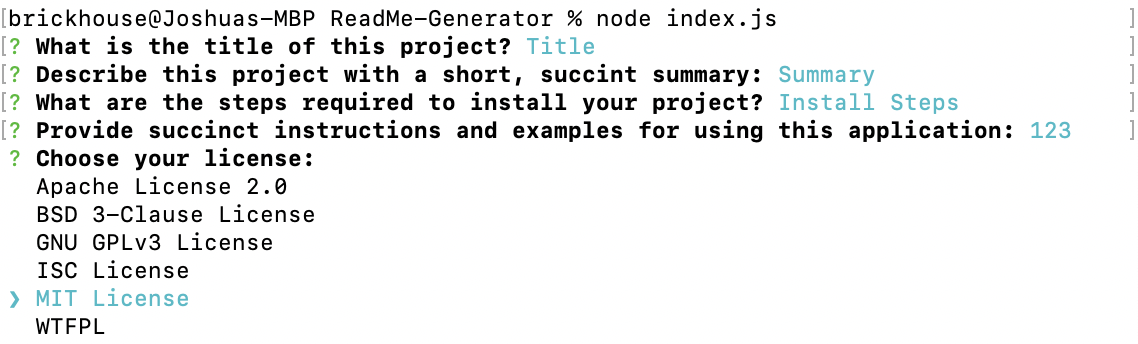 [brickhouse@Joshuas-MBP ReadMe-Generator % node index.js ]
[? What is the title of this project? Title ]
[? Describe this project with a short, succint summary: Summary ]
[? What are the steps required to install your project? Install Steps ]
[? Provide succinct instructions and examples for using this application: 123 ]
? Choose your license:
Apache License 2.0
BSD 3-Clause License
GNU GPLv3 License
ISC License
❯ MIT License
WTFPL